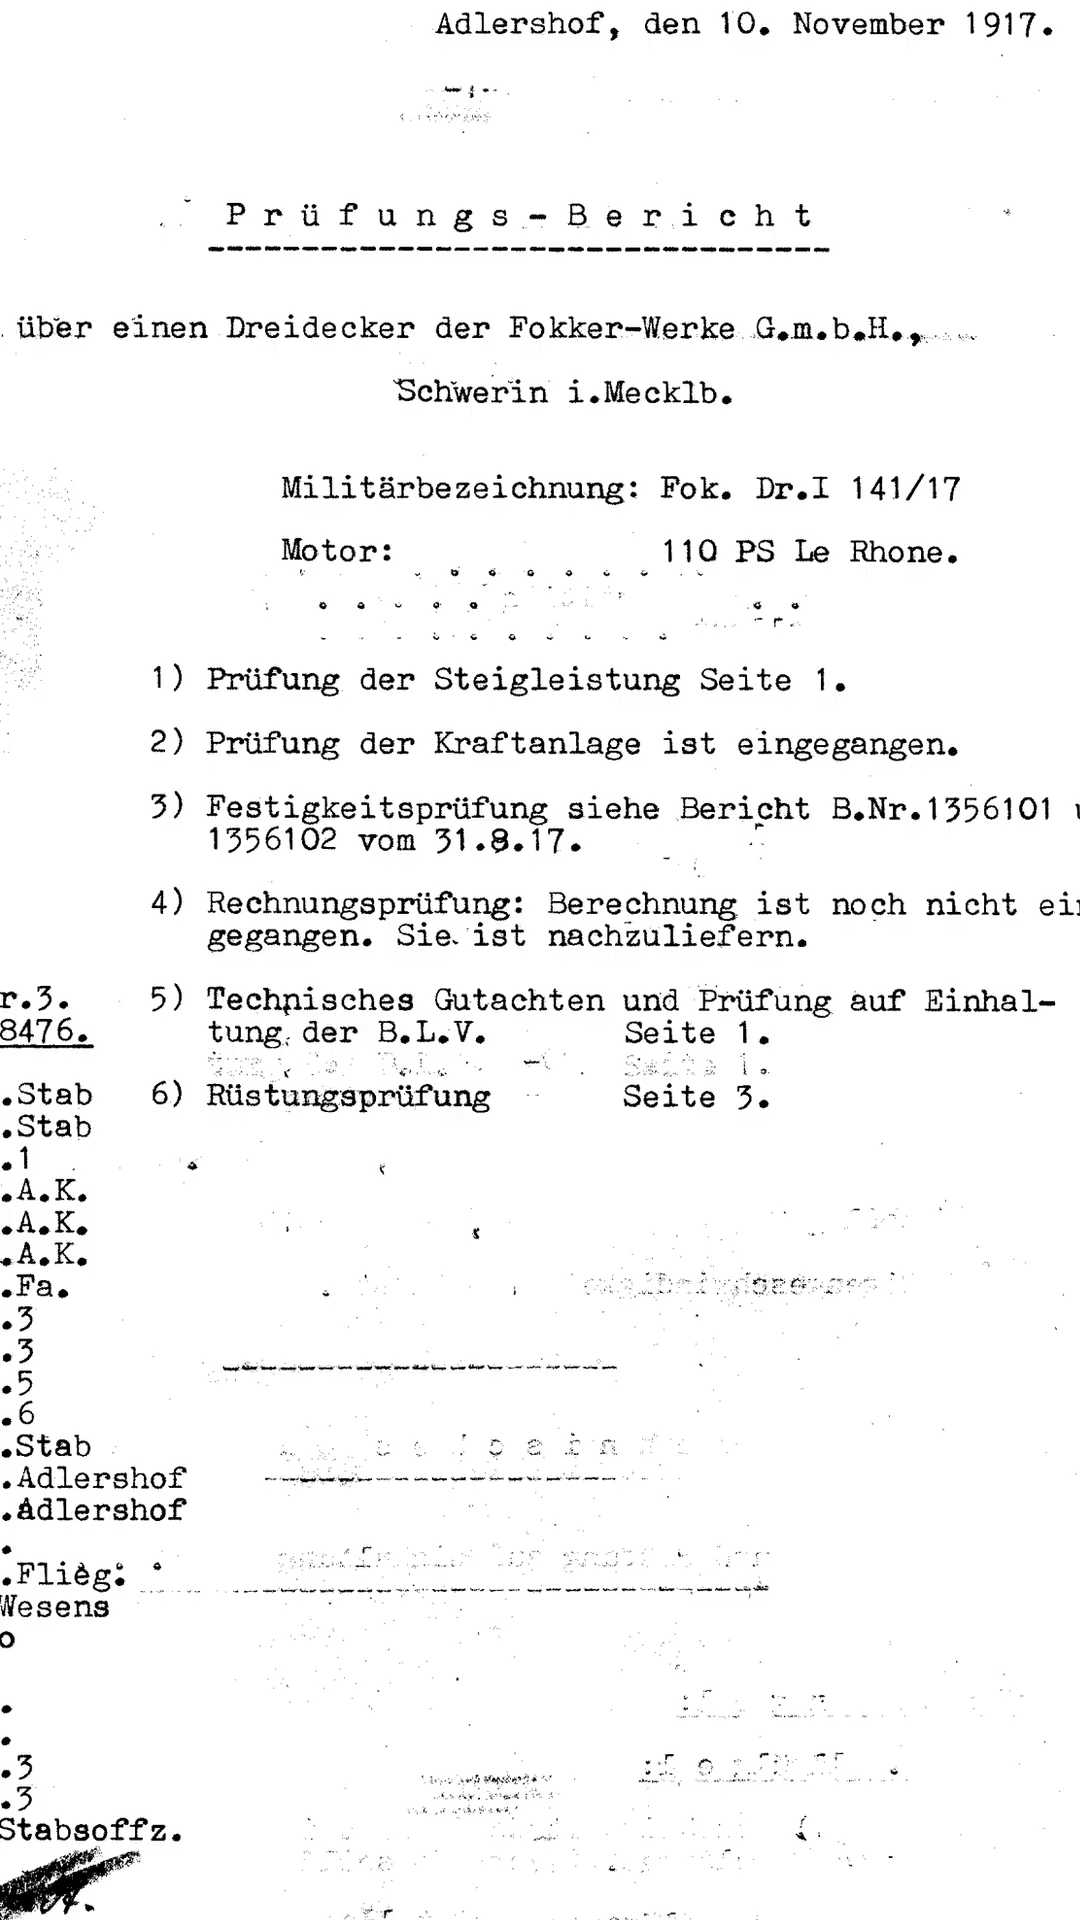 Adlershof, den 10. November 1917.
Prüfungs-Bericht
über einen Dreidecker der Fokker-Werke G.m.b.H.,
Schwerin i.Mecklb.
Militärbezeichnung: Fok. Dr.I 141/17
Motor: 110 PS Le Rhone.
1) Prüfung der Steigleistung Seite 1.
2) Prüfung der Kraftanlage ist eingegangen.
3) Festigkeitsprüfung siehe Bericht B.Nr.1356101
1356102 vom 31.8.17.
4) Rechnungsprüfung: Berechnung ist noch nicht ei
gegangen. Sie ist nachzuliefern.
r.3. 5) Technisches Gutachten und Prüfung auf Einhal-
8476. tung der B.L.V. Seite 1.
.Stab 6) Rüstungsprüfung Seite 3.
.Stab
.1
.A.K.
.A.K.
.A.K.
.Fa.
.3
.3
.5
.6
.Stab
.Adlershof
.Adlershof
.
.Flieg.
Wesens
o
.
.
.3
.3
Stabsoffz.